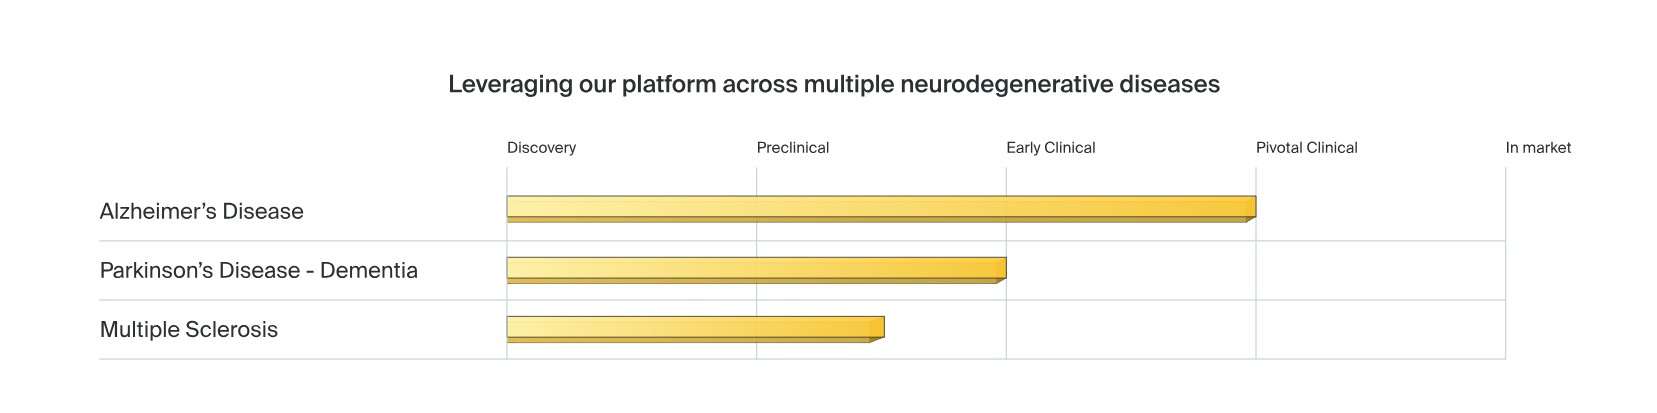 Leveraging our platform across multiple neurodegenerative diseases
Discovery Preclinical Early Clinical Pivotal Clinical In market
Alzheimer’s Disease
Parkinson’s Disease - Dementia
Multiple Sclerosis